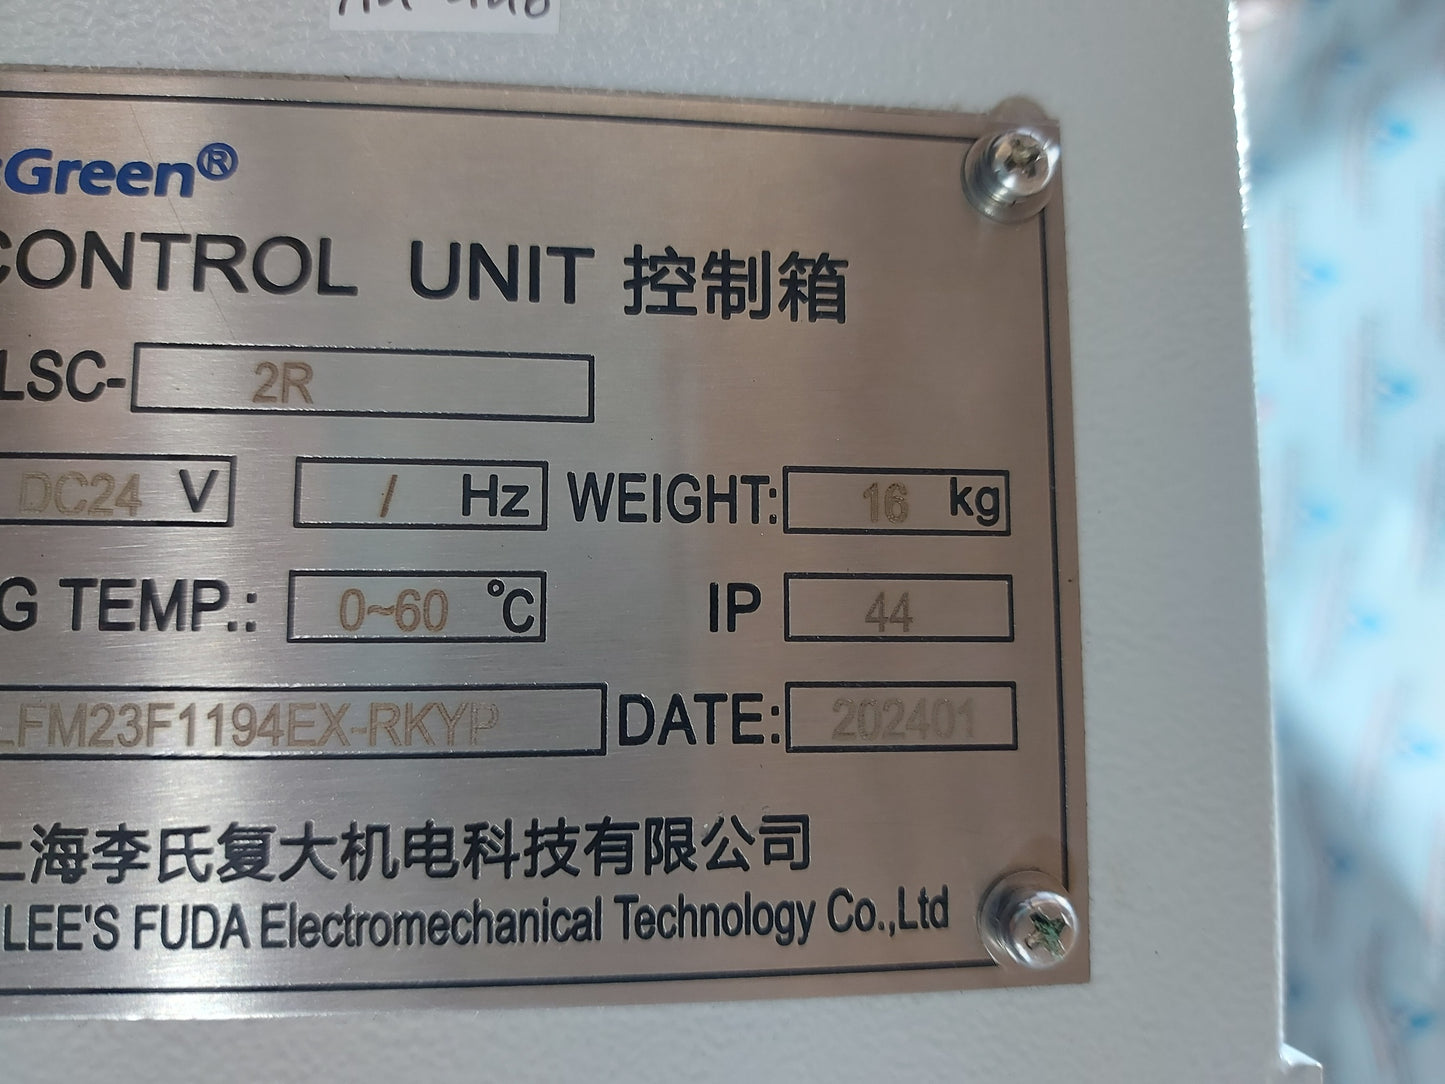 Green®
CONTROL UNIT 控制箱
LSC- 2R
DC24 V / Hz WEIGHT: 16 kg
G TEMP.: 0~60 °C IP 44
LFM23F1194EX-RKYP DATE: 202401
上海李氏复大机电科技有限公司
LEE'S FUDA Electromechanical Technology Co.,Ltd